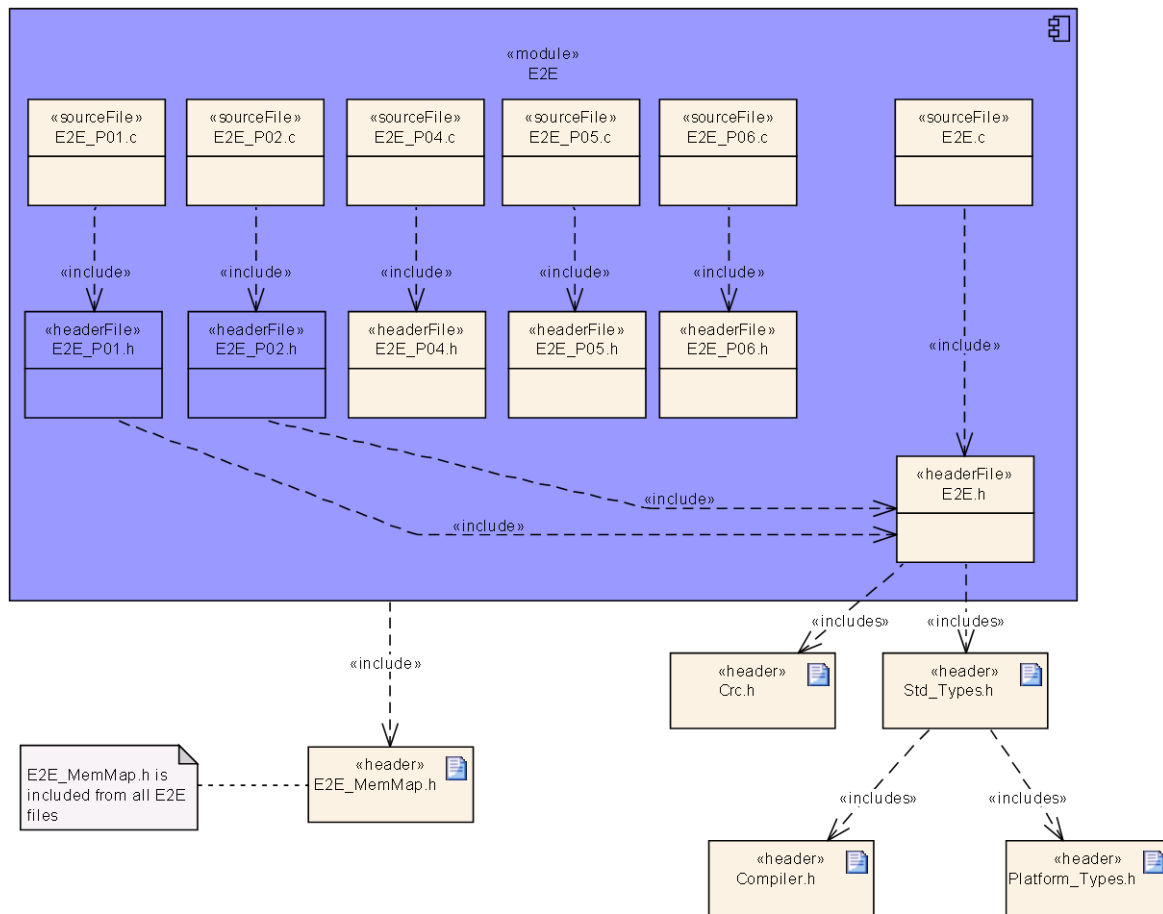 «module»
E2E
«sourceFile»
E2E_P01.c
«sourceFile»
E2E_P02.c
«sourceFile»
E2E_P04.c
«sourceFile»
E2E_P05.c
«sourceFile»
E2E_P06.c
«sourceFile»
E2E.c
«include»
«include»
«include»
«include»
«include»
«headerFile»
E2E_P01.h
«headerFile»
E2E_P02.h
«headerFile»
E2E_P04.h
«headerFile»
E2E_P05.h
«headerFile»
E2E_P06.h
«include»
«headerFile»
E2E.h
«include»
«include»
«includes»
«includes»
«include»
«header»
Crc.h
«header»
Std_Types.h
«header»
E2E_MemMap.h
E2E_MemMap.h is
included from all E2E
files
«includes»
«includes»
«header»
Compiler.h
«header»
Platform_Types.h